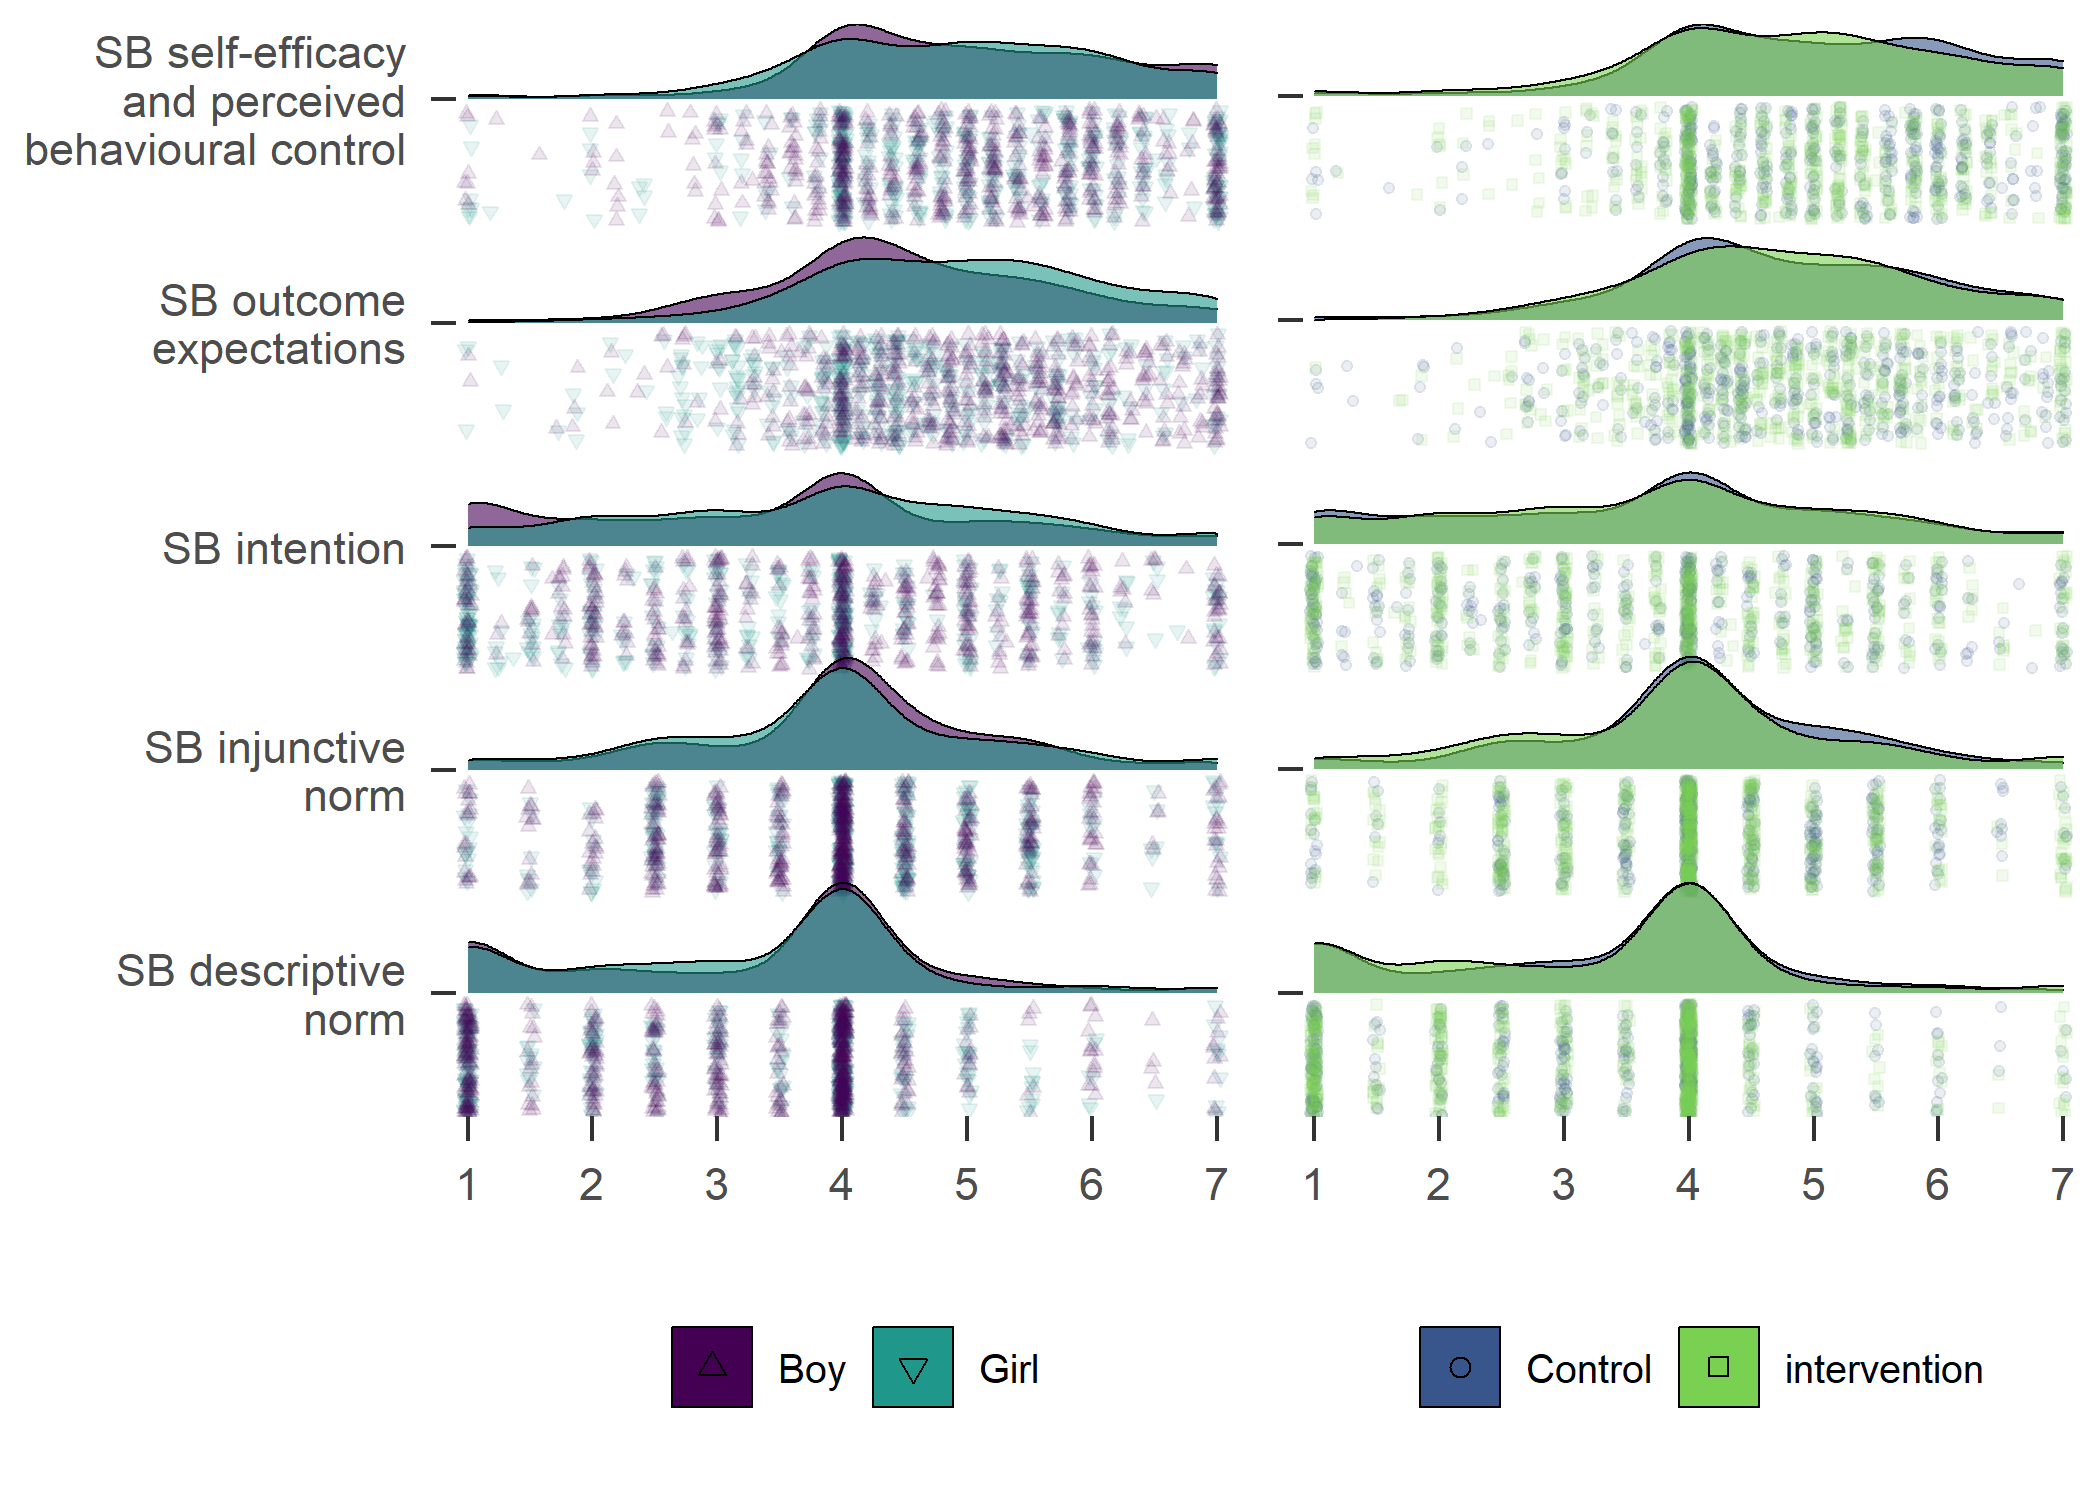 SB self-efficacy
and perceived
behavioural control
SB outcome
expectations
SB intention
SB injunctive
norm
SB descriptive
norm
1 2 3 4 5 6 7
1 2 3 4 5 6 7
Boy Girl
Control intervention